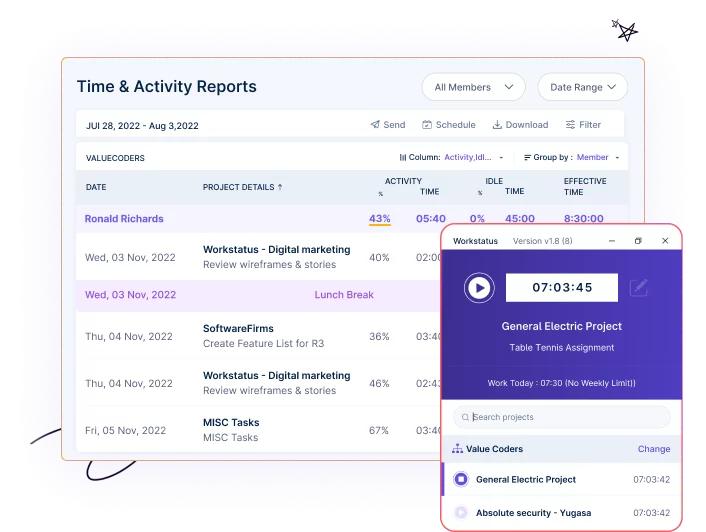 Time & Activity Reports
All Members
Date Range
JUl 28, 2022 - Aug 3,2022
Send
Schedule
Download
Filter
VALUECODERS
Column: Activity,Idl...
Group by : Member
DATE
PROJECT DETAILS ↑
ACTIVITY
% TIME
IDLE
% TIME
EFFECTIVE
TIME
Ronald Richards 43% 05:40 0% 45:00 8:30:00
Wed, 03 Nov, 2022
Workstatus - Digital marketing
Review wireframes & stories
40% 02:00
Wed, 03 Nov, 2022 Lunch Break
Thu, 04 Nov, 2022
SoftwareFirms
Create Feature List for R3
36% 03:40
Thu, 04 Nov, 2022
Workstatus - Digital marketing
Review wireframes & stories
46% 02:43
Fri, 05 Nov, 2022
MISC Tasks
MISC Tasks
67% 03:40
Workstatus Version v1.8 (8)
07:03:45
General Electric Project
Table Tennis Assignment
Work Today : 07:30 (No Weekly Limit))
Search projects
Value Coders Change
General Electric Project 07:03:42
Absolute security - Yugasa 07:03:42